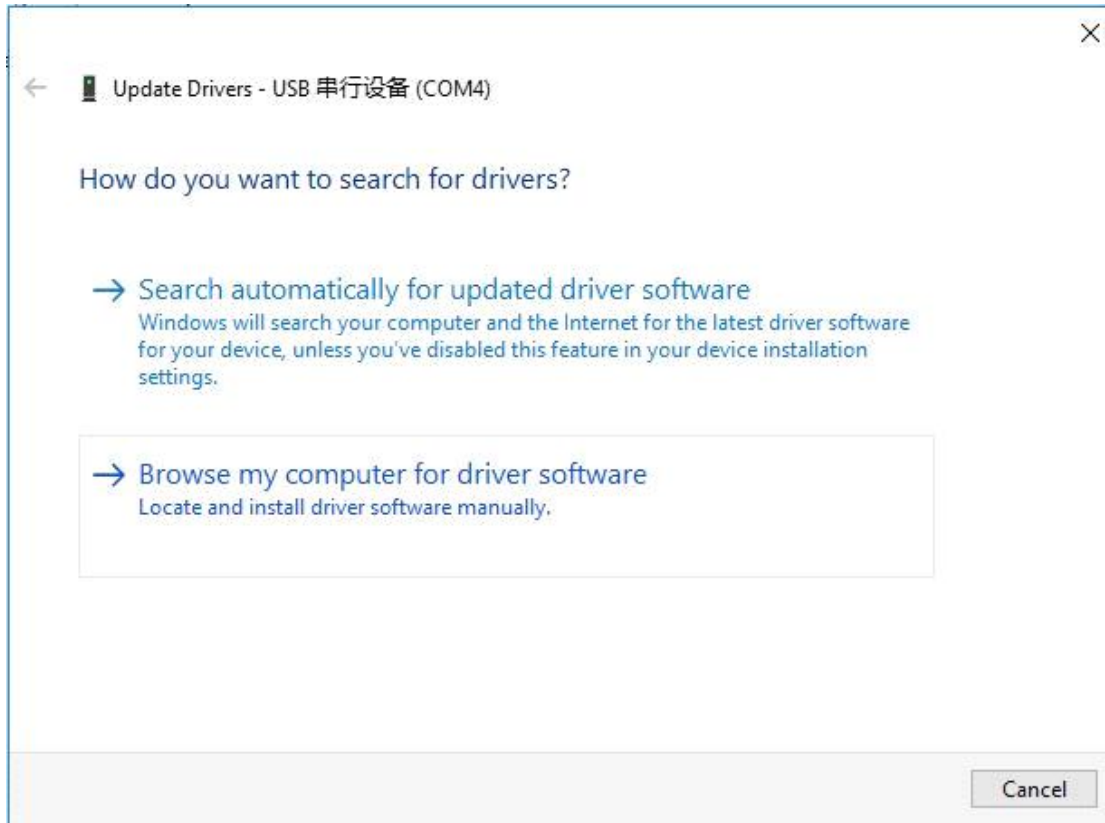 Update Drivers - USB 串行设备 (COM4)
How do you want to search for drivers?
Search automatically for updated driver software
Windows will search your computer and the Internet for the latest driver software
for your device, unless you've disabled this feature in your device installation
settings.
Browse my computer for driver software
Locate and install driver software manually.
Cancel